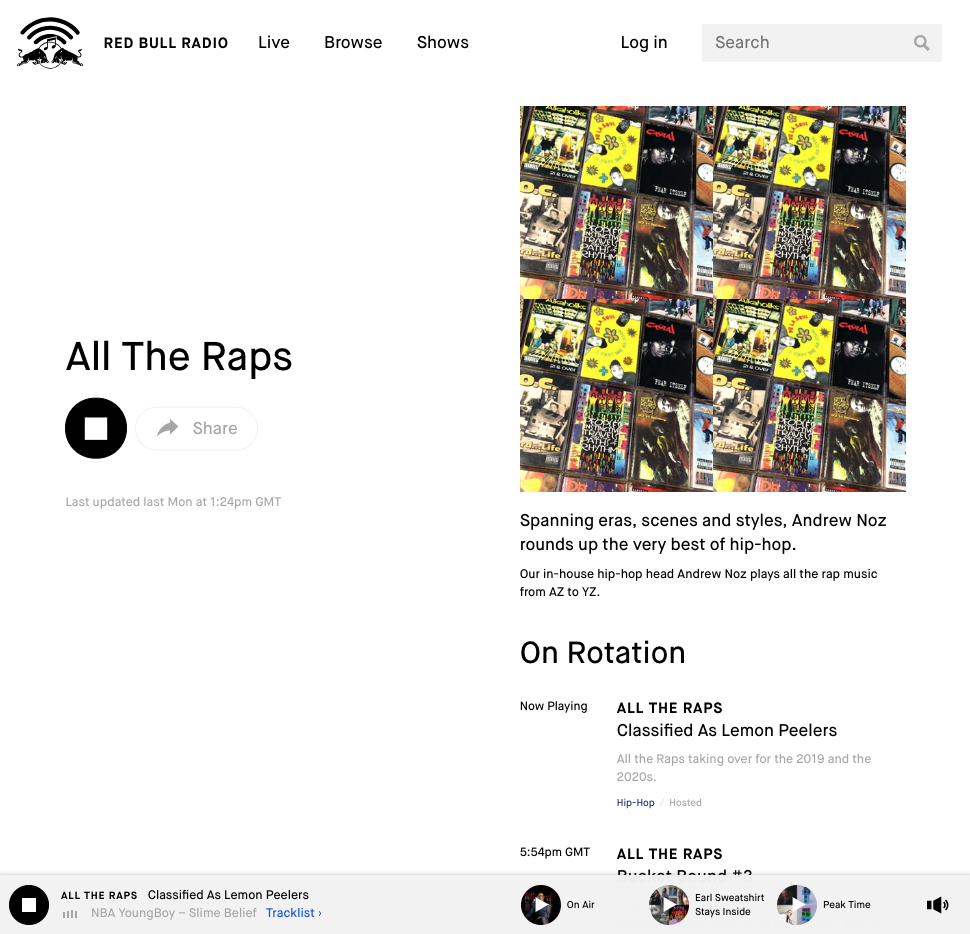 RED BULL RADIO
Live
Browse
Shows
Log in
Search
All The Raps
Share
Last updated last Mon at 1:24pm GMT
Spanning eras, scenes and styles, Andrew Noz
rounds up the very best of hip-hop.
Our in-house hip-hop head Andrew Noz plays all the rap music
from AZ to YZ.
On Rotation
Now Playing
ALL THE RAPS
Classified As Lemon Peelers
All the Raps taking over for the 2019 and the
2020s.
Hip-Hop / Hosted
5:54pm GMT
ALL THE RAPS
ALL THE RAPS Classified As Lemon Peelers
NBA YoungBoy – Slime Belief Tracklist ›
On Air
Earl Sweatshirt
Stays Inside
Peak Time